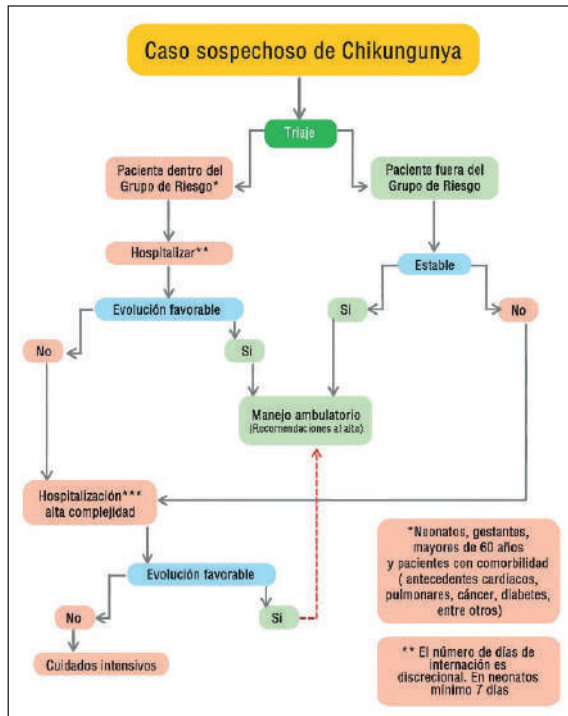 Caso sospechoso de Chikungunya
Triaje
Paciente dentro del
Grupo de Riesgo*
Paciente fuera del
Grupo de Riesgo
Hospitalizar**
Estable
Evolución favorable
Sí
No
No
Sí
Manejo ambulatorio
(Recomendaciones al alta)
Hospitalización***
alta complejidad
*Neonatos, gestantes,
mayores de 60 años
y pacientes con comorbilidad
( antecedentes cardiacos,
pulmonares, cáncer, diabetes,
entre otros)
Evolución favorable
No
Sí
Cuidados intensivos
** El número de días de
internación es
discrecional. En neonatos
mínimo 7 días